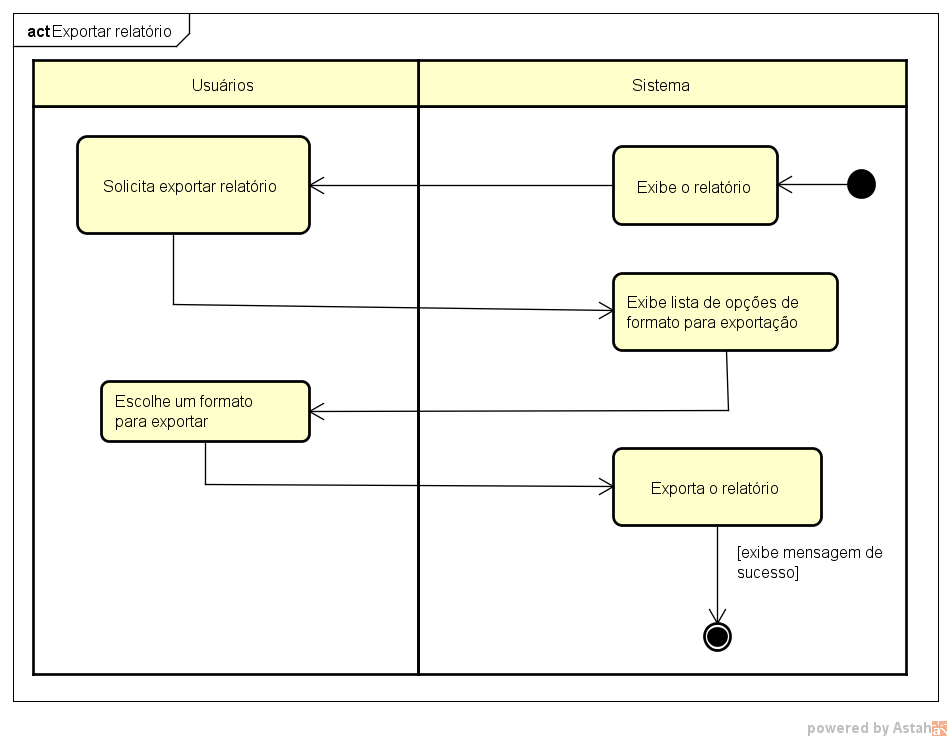 act Exportar relatório
Usuários
Sistema
Solicita exportar relatório
Exibe o relatório
Exibe lista de opções de
formato para exportação
Escolhe um formato
para exportar
Exporta o relatório
[exibe mensagem de
sucesso]
powered by Astah